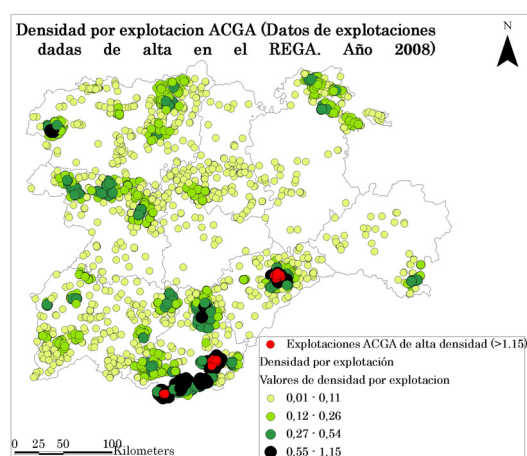 Densidad por explotacion ACGA (Datos de explotaciones
dadas de alta en el REGA. Año 2008)
N
Explotaciones ACGA de alta densidad (>1.15)
Densidad por explotación
Valores de densidad por explotacion
0,01 - 0,11
0,12 - 0,26
0,27 - 0,54
0,55 - 1,15
0 25 50 100
Kilometers